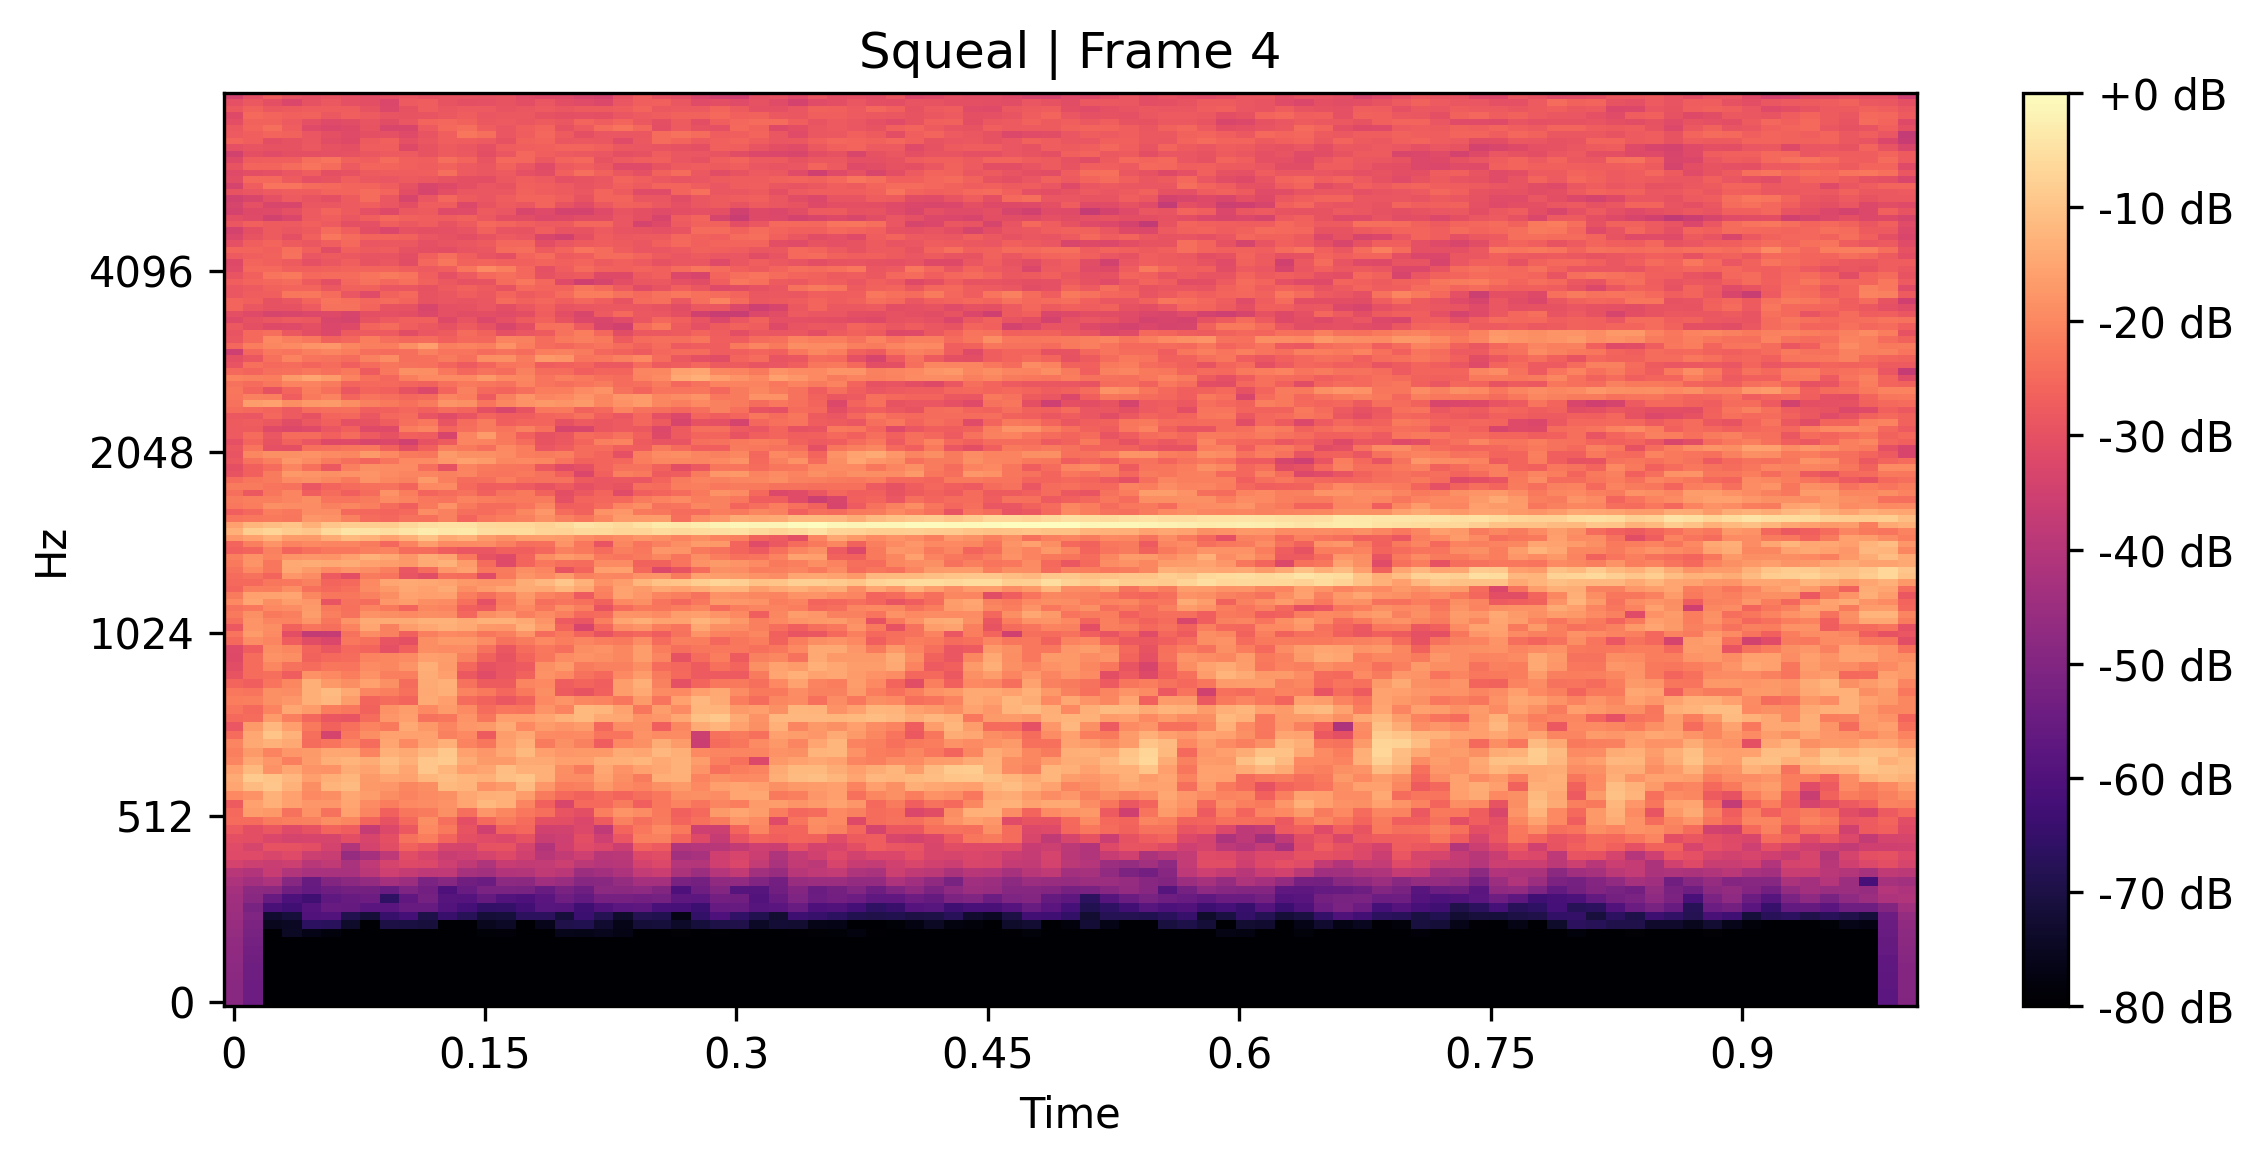 Squeal | Frame 4
+0 dB
-10 dB
-20 dB
-30 dB
-40 dB
-50 dB
-60 dB
-70 dB
-80 dB
Hz
4096
2048
1024
512
0
0 0.15 0.3 0.45 0.6 0.75 0.9
Time